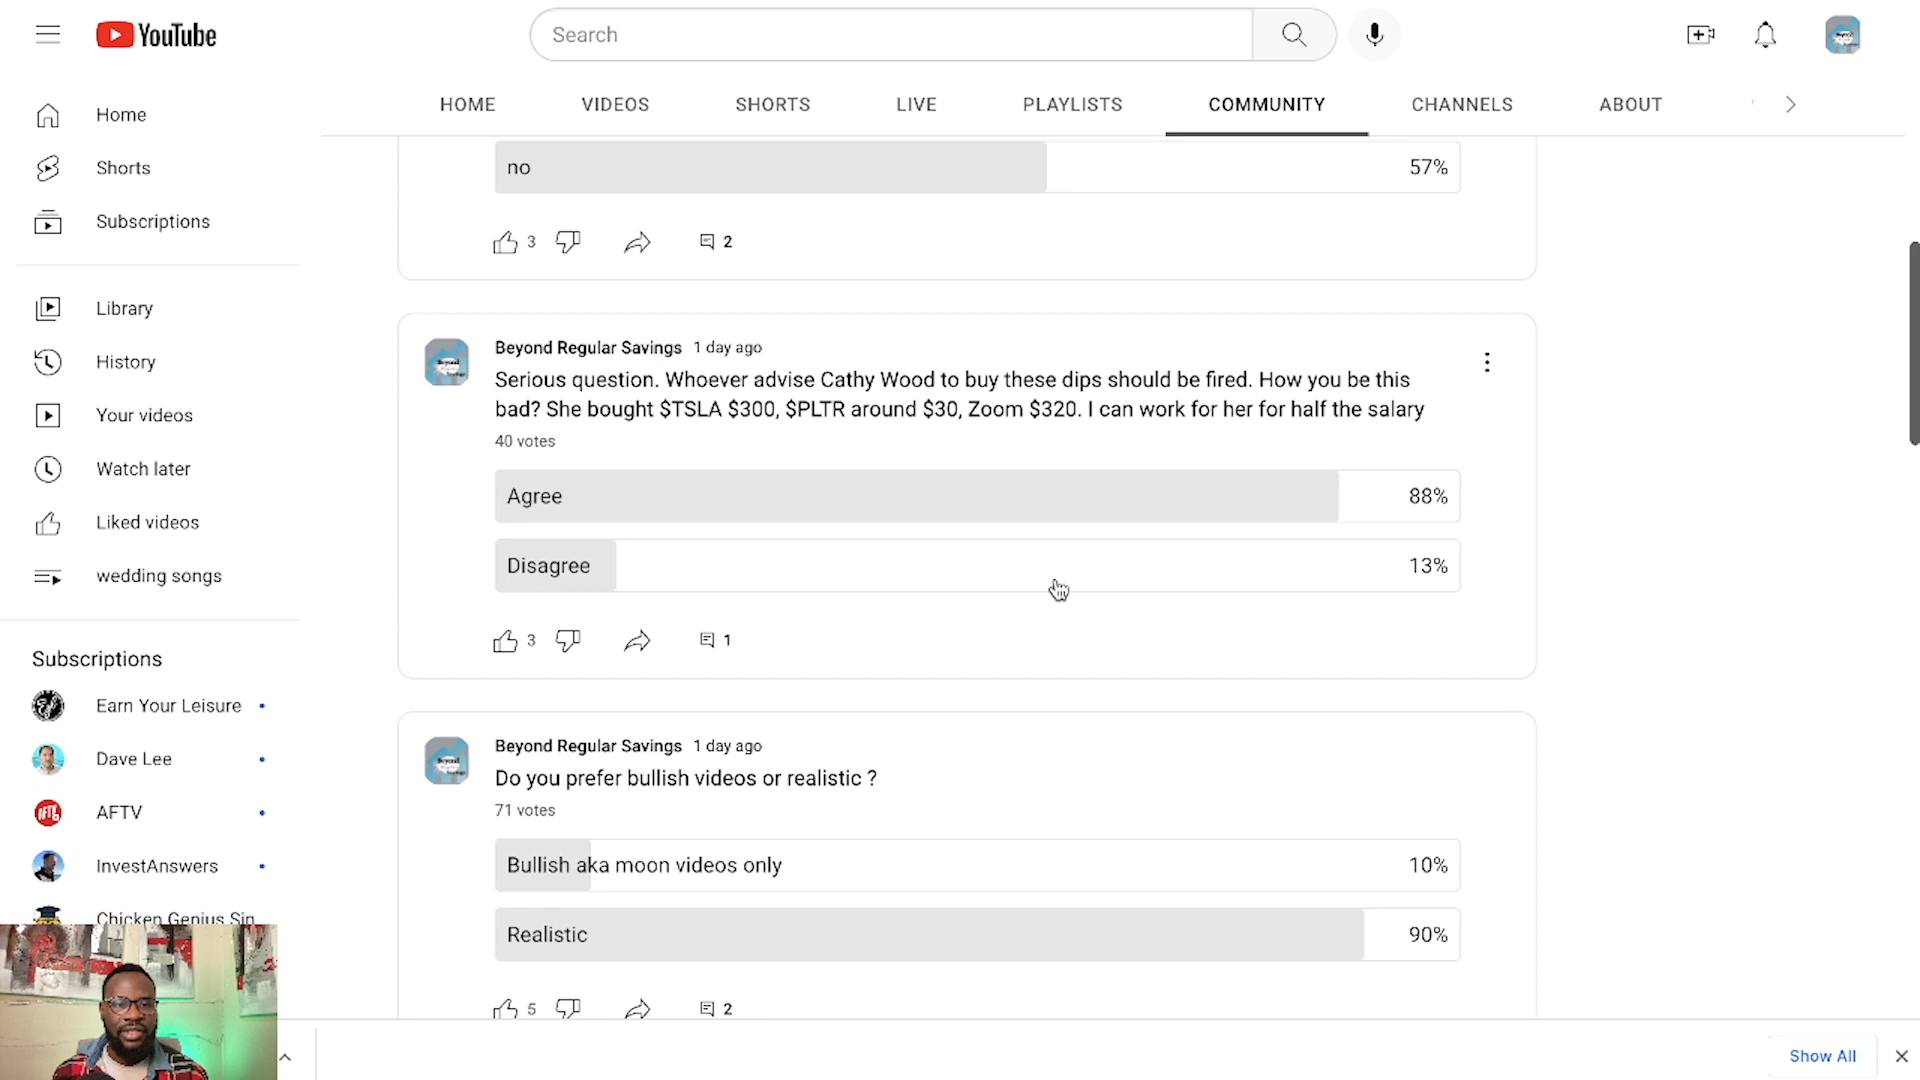 YouTube
Search
HOME VIDEOS SHORTS LIVE PLAYLISTS COMMUNITY CHANNELS ABOUT
Home
Shorts
Subscriptions
Library
History
Your videos
Watch later
Liked videos
wedding songs
Subscriptions
Earn Your Leisure
Dave Lee
AFTV
InvestAnswers
Chicken Genius Sin
no 57%
3 2
Beyond Regular Savings 1 day ago
Serious question. Whoever advise Cathy Wood to buy these dips should be fired. How you be this
bad? She bought $TSLA $300, $PLTR around $30, Zoom $320. I can work for her for half the salary
40 votes
Agree 88%
Disagree 13%
3 1
Beyond Regular Savings 1 day ago
Do you prefer bullish videos or realistic ?
71 votes
Bullish aka moon videos only 10%
Realistic 90%
5 2
Show All